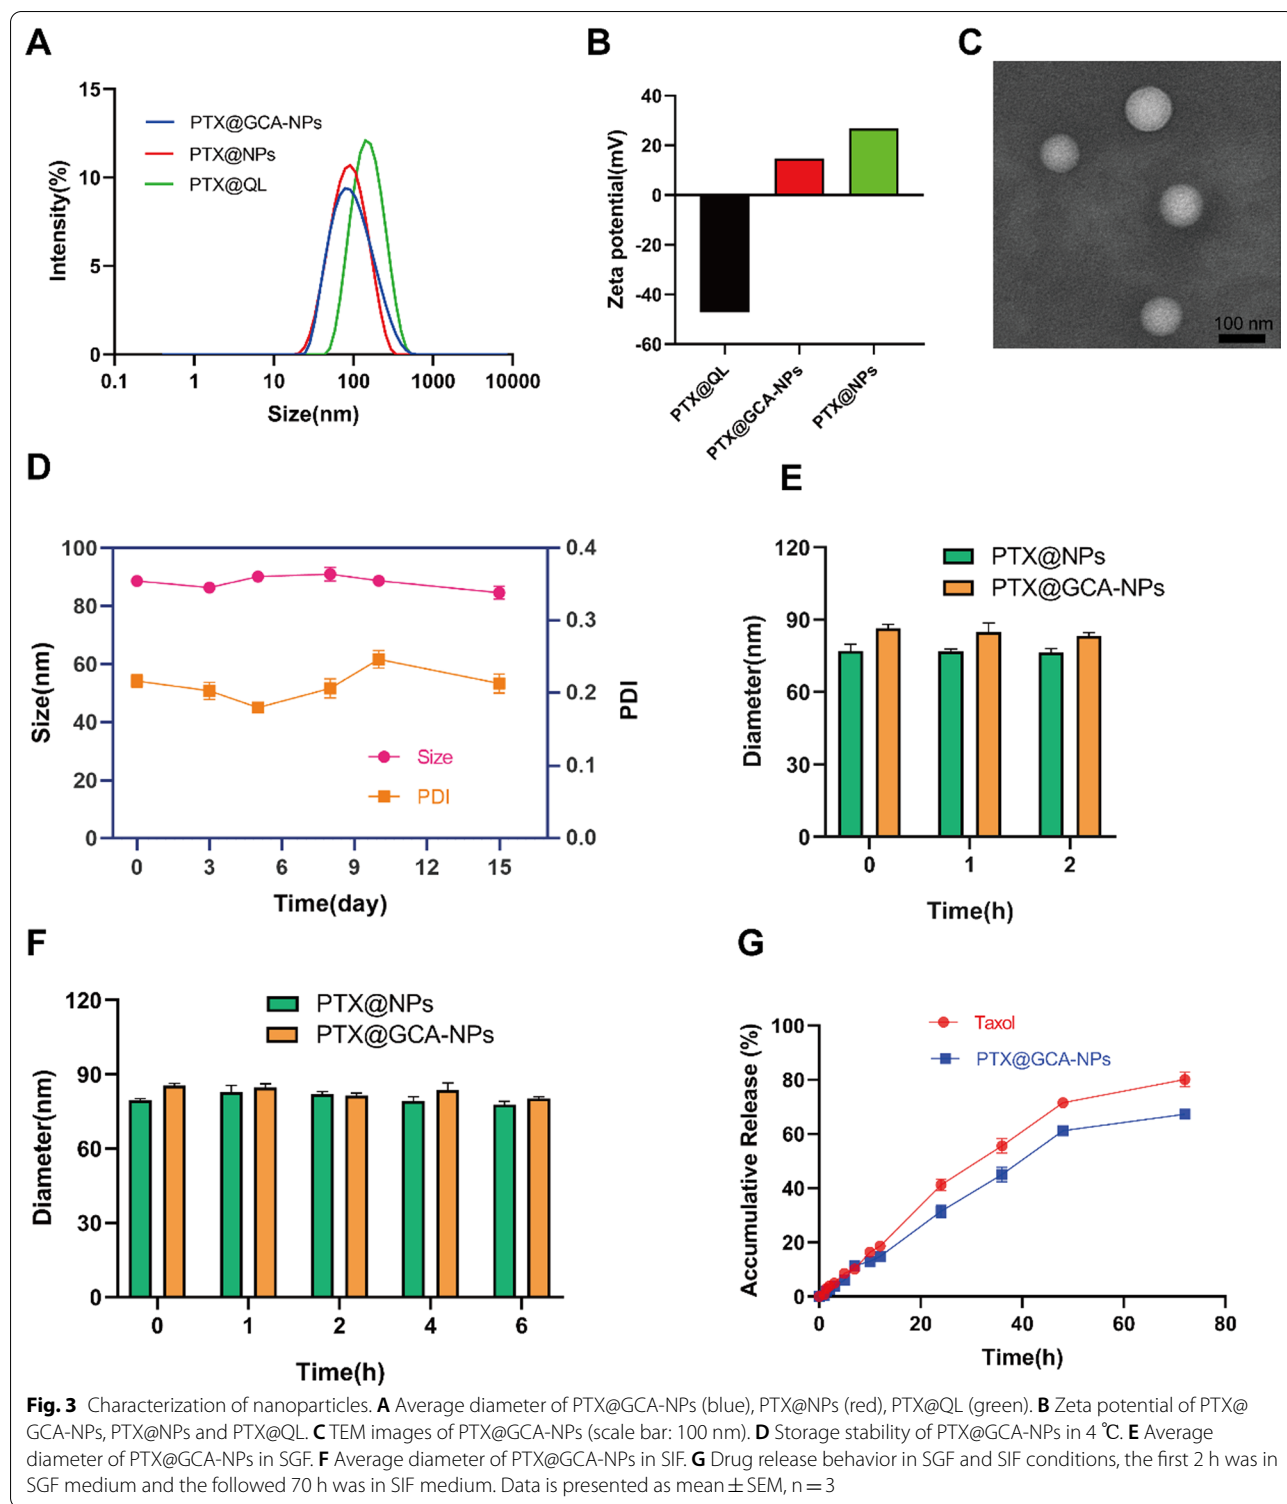 A
15
10
5
0
Intensity(%)
PTX@GCA-NPs
PTX@NPs
PTX@QL
0.1 1 10 100 1000 10000
Size(nm)
B
40
20
0
-20
-40
-60
Zeta potential(mV)
PTX@QL
PTX@GCA-NPs
PTX@NPs
C
100 nm
D
100
80
60
40
20
0
Size(nm)
0.4
0.3
0.2
0.1
0.0
PDI
Size
PDI
0 3 6 9 12 15
Time(day)
E
120
90
60
30
0
Diameter(nm)
PTX@NPs
PTX@GCA-NPs
0 1 2
Time(h)
F
120
90
60
30
0
Diameter(nm)
PTX@NPs
PTX@GCA-NPs
0 1 2 4 6
Time(h)
G
100
80
60
40
20
0
Accumulative Release (%)
Taxol
PTX@GCA-NPs
0 20 40 60 80
Time(h)
Fig. 3 Characterization of nanoparticles. A Average diameter of PTX@GCA-NPs (blue), PTX@NPs (red), PTX@QL (green). B Zeta potential of PTX@
GCA-NPs, PTX@NPs and PTX@QL. C TEM images of PTX@GCA-NPs (scale bar: 100 nm). D Storage stability of PTX@GCA-NPs in 4 ℃. E Average
diameter of PTX@GCA-NPs in SGF. F Average diameter of PTX@GCA-NPs in SIF. G Drug release behavior in SGF and SIF conditions, the first 2 h was in
SGF medium and the followed 70 h was in SIF medium. Data is presented as mean ± SEM, n = 3